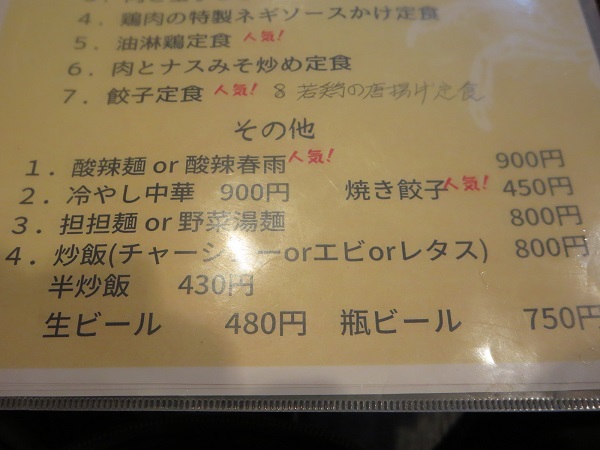 4. 鶏肉の特製ネギソースかけ定食
5. 油淋鶏定食 人気!
6. 肉とナスみそ炒め定食
7. 餃子定食 人気! 8 若鶏の唐揚げ定食
その他
1. 酸辣麺 or 酸辣春雨 人気! 900円
2. 冷やし中華 900円 焼き餃子 人気! 450円
3. 担担麺 or 野菜湯麺 800円
4. 炒飯(チャーシューorエビorレタス) 800円
半炒飯 430円
生ビール 480円 瓶ビール 750円